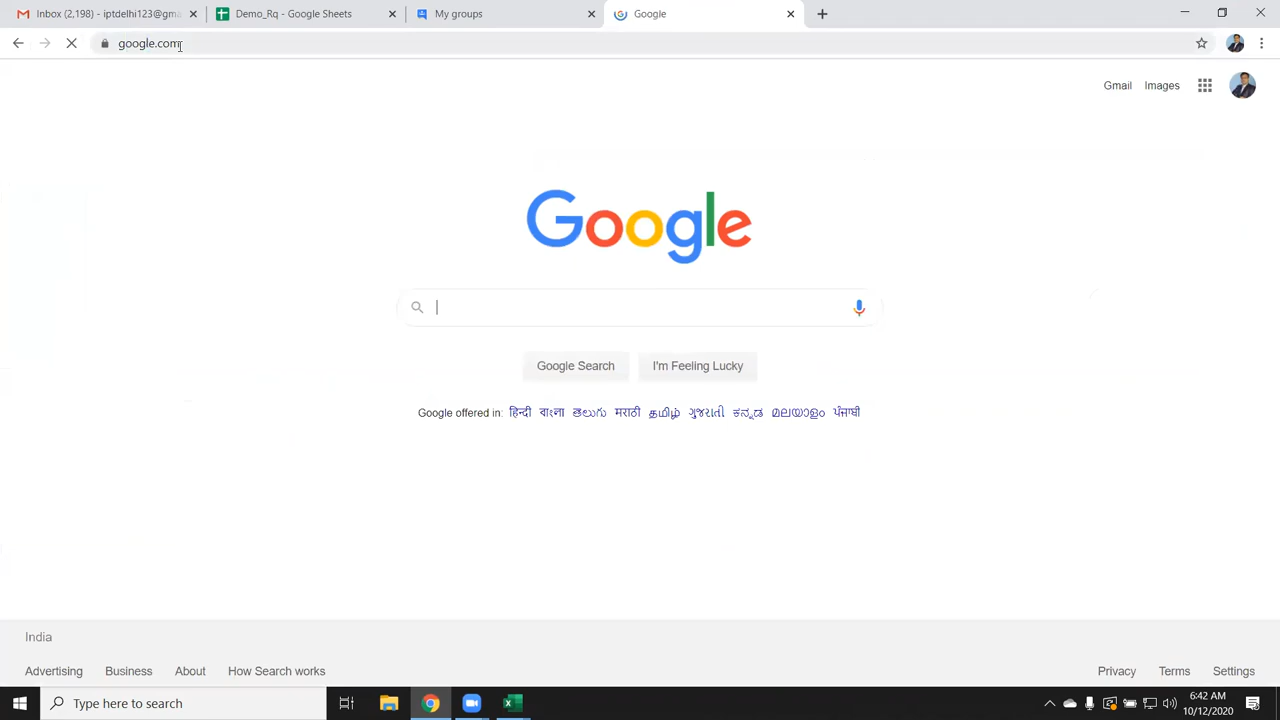 Inbox (2,198) - iptdelhi123@gma
Demo_Rq - Google Sheets
My groups
Google
google.com
Gmail Images
Google
Google Search I'm Feeling Lucky
Google offered in: हिन्दी বাংলা తెలుగు मराठी தமிழ் ગુજરાતી ಕನ್ನಡ മലയാളം ਪੰਜਾਬੀ
India
Advertising Business About How Search works Privacy Terms Settings
Type here to search
6:42 AM
10/12/2020